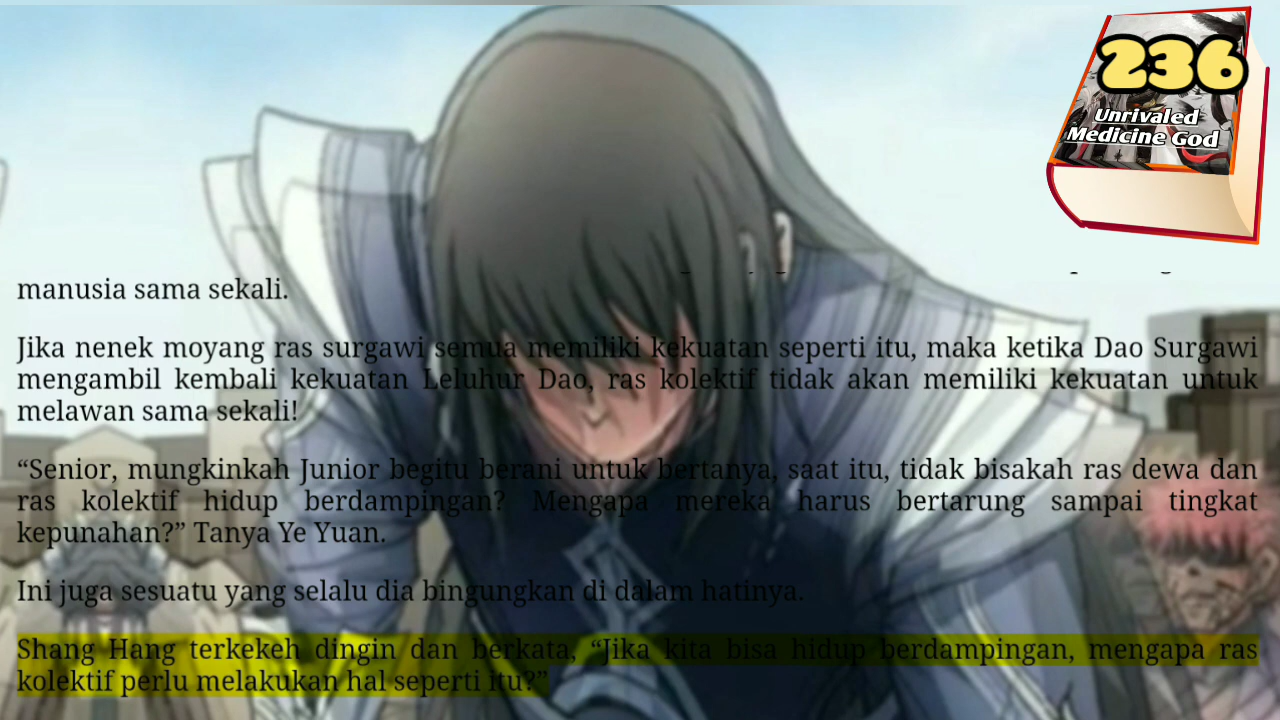 236
Unrivaled
Medicine God
manusia sama sekali.
Jika nenek moyang ras surgawi semua memiliki kekuatan seperti itu, maka ketika Dao Surgawi
mengambil kembali kekuatan Leluhur Dao, ras kolektif tidak akan memiliki kekuatan untuk
melawan sama sekali!
“Senior, mungkinkah Junior begitu berani untuk bertanya, saat itu, tidak bisakah ras dewa dan
ras kolektif hidup berdampingan? Mengapa mereka harus bertarung sampai tingkat
kepunahan?” Tanya Ye Yuan.
Ini juga sesuatu yang selalu dia bingungkan di dalam hatinya.
Shang Hang terkekeh dingin dan berkata, “Jika kita bisa hidup berdampingan, mengapa ras
kolektif perlu melakukan hal seperti itu?”